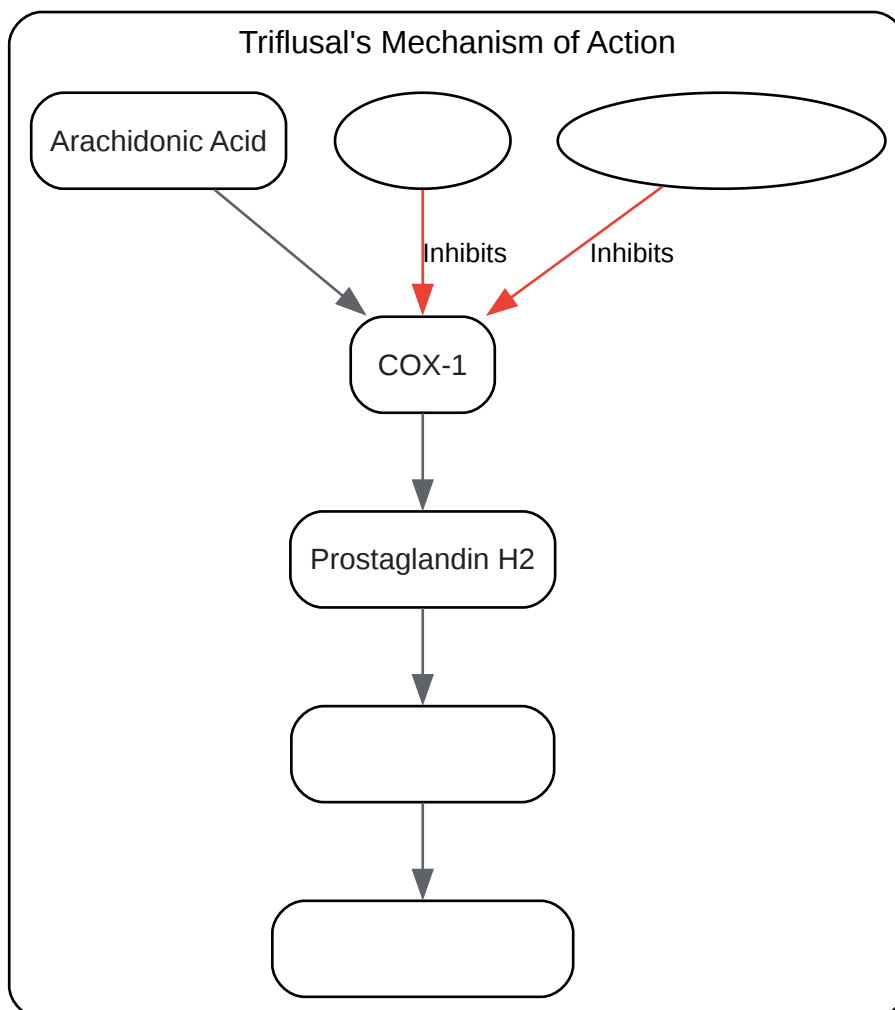 Triflusal's Mechanism of Action
Arachidonic Acid
Inhibits
Inhibits
COX-1
Prostaglandin H2